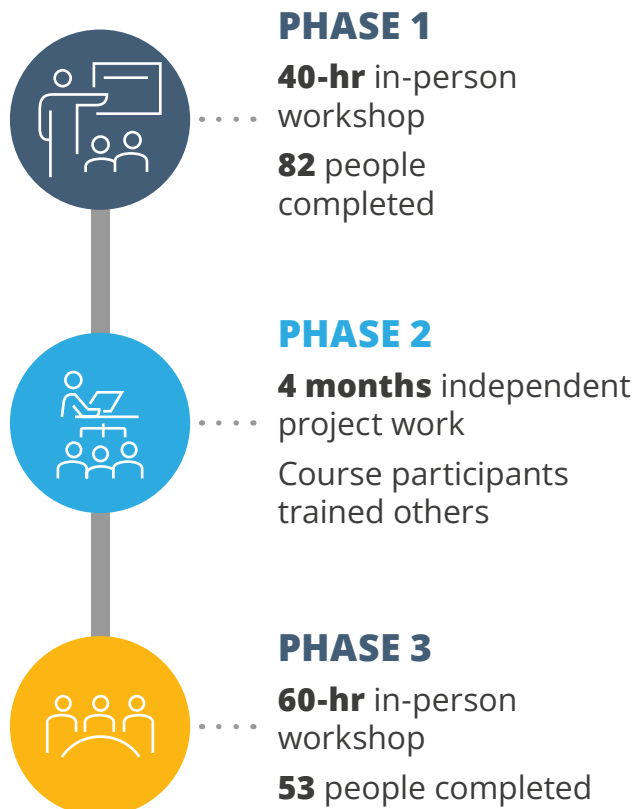 PHASE 1
40-hr in-person
workshop
82 people
completed
PHASE 2
4 months independent
project work
Course participants
trained others
PHASE 3
60-hr in-person
workshop
53 people completed